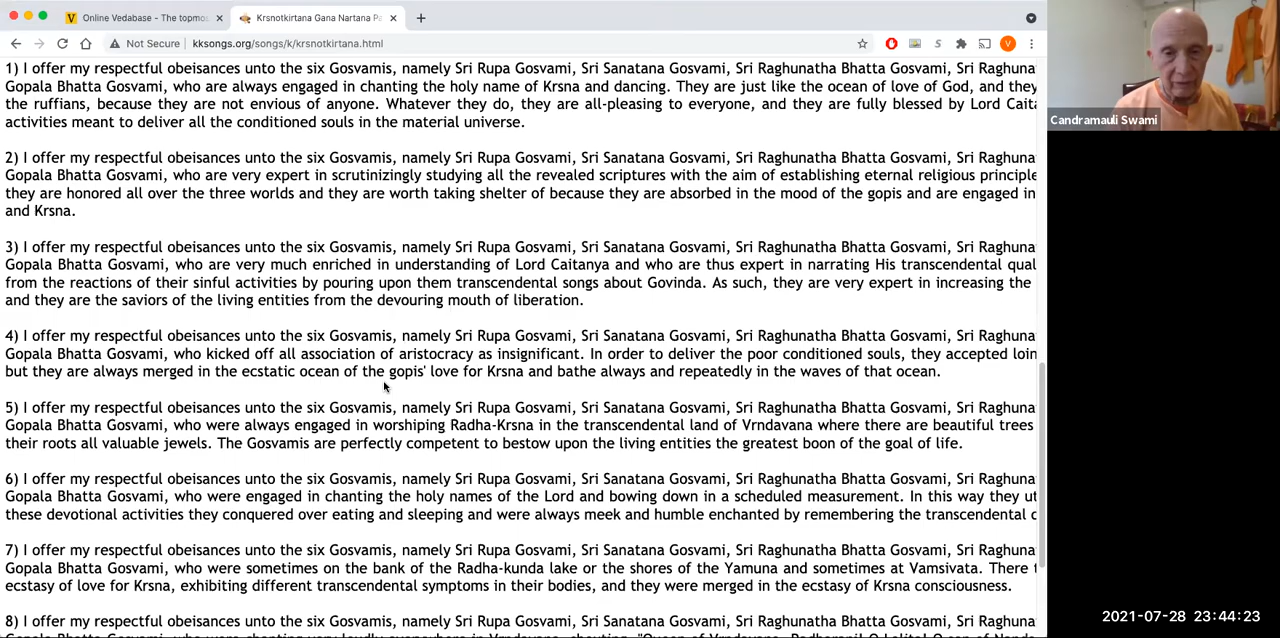 Online Vedabase - The topmos
Krsnotkirtana Gana Nartana Pa
Not Secure | kksongs.org/songs/k/krsnotkirtana.html
1) I offer my respectful obeisances unto the six Gosvamis, namely Sri Rupa Gosvami, Sri Sanatana Gosvami, Sri Raghunatha Bhatta Gosvami, Sri Raghuna
Gopala Bhatta Gosvami, who are always engaged in chanting the holy name of Krsna and dancing. They are just like the ocean of love of God, and they
the ruffians, because they are not envious of anyone. Whatever they do, they are all-pleasing to everyone, and they are fully blessed by Lord Caita
activities meant to deliver all the conditioned souls in the material universe.
2) I offer my respectful obeisances unto the six Gosvamis, namely Sri Rupa Gosvami, Sri Sanatana Gosvami, Sri Raghunatha Bhatta Gosvami, Sri Raghuna
Gopala Bhatta Gosvami, who are very expert in scrutinizingly studying all the revealed scriptures with the aim of establishing eternal religious principle
they are honored all over the three worlds and they are worth taking shelter of because they are absorbed in the mood of the gopis and are engaged in
and Krsna.
3) I offer my respectful obeisances unto the six Gosvamis, namely Sri Rupa Gosvami, Sri Sanatana Gosvami, Sri Raghunatha Bhatta Gosvami, Sri Raghuna
Gopala Bhatta Gosvami, who are very much enriched in understanding of Lord Caitanya and who are thus expert in narrating His transcendental qual
from the reactions of their sinful activities by pouring upon them transcendental songs about Govinda. As such, they are very expert in increasing the
and they are the saviors of the living entities from the devouring mouth of liberation.
4) I offer my respectful obeisances unto the six Gosvamis, namely Sri Rupa Gosvami, Sri Sanatana Gosvami, Sri Raghunatha Bhatta Gosvami, Sri Raghuna
Gopala Bhatta Gosvami, who kicked off all association of aristocracy as insignificant. In order to deliver the poor conditioned souls, they accepted loin
but they are always merged in the ecstatic ocean of the gopis' love for Krsna and bathe always and repeatedly in the waves of that ocean.
5) I offer my respectful obeisances unto the six Gosvamis, namely Sri Rupa Gosvami, Sri Sanatana Gosvami, Sri Raghunatha Bhatta Gosvami, Sri Raghuna
Gopala Bhatta Gosvami, who were always engaged in worshiping Radha-Krsna in the transcendental land of Vrndavana where there are beautiful trees
their roots all valuable jewels. The Gosvamis are perfectly competent to bestow upon the living entities the greatest boon of the goal of life.
6) I offer my respectful obeisances unto the six Gosvamis, namely Sri Rupa Gosvami, Sri Sanatana Gosvami, Sri Raghunatha Bhatta Gosvami, Sri Raghuna
Gopala Bhatta Gosvami, who were engaged in chanting the holy names of the Lord and bowing down in a scheduled measurement. In this way they ut
these devotional activities they conquered over eating and sleeping and were always meek and humble enchanted by remembering the transcendental c
7) I offer my respectful obeisances unto the six Gosvamis, namely Sri Rupa Gosvami, Sri Sanatana Gosvami, Sri Raghunatha Bhatta Gosvami, Sri Raghuna
Gopala Bhatta Gosvami, who were sometimes on the bank of the Radha-kunda lake or the shores of the Yamuna and sometimes at Vamsivata. There t
ecstasy of love for Krsna, exhibiting different transcendental symptoms in their bodies, and they were merged in the ecstasy of Krsna consciousness.
8) I offer my respectful obeisances unto the six Gosvamis, namely Sri Rupa Gosvami, Sri Sanatana Gosvami, Sri Raghunatha Bhatta Gosvami, Sri Raghuna
Candramauli Swami
2021-07-28 23:44:23